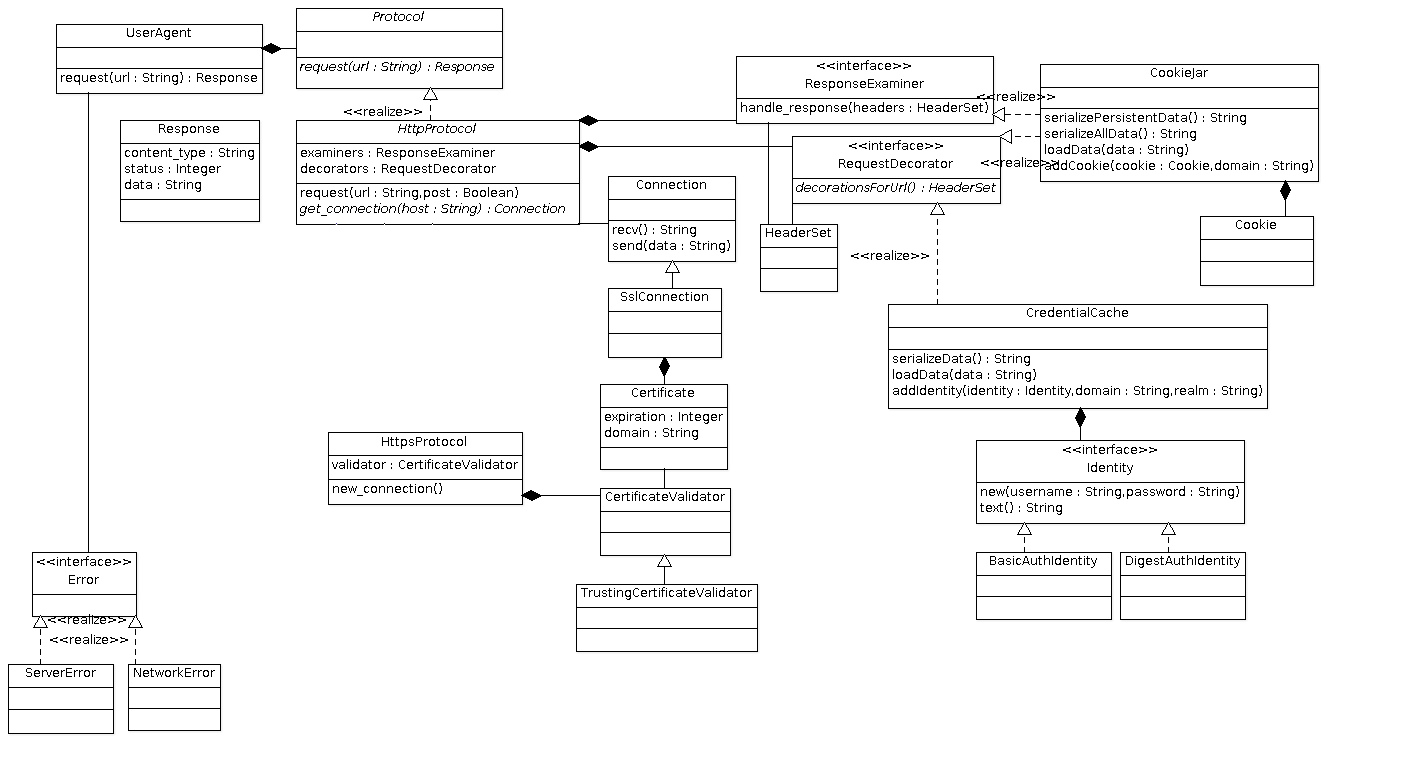 UserAgent
request(url : String) : Response
Protocol
request(url : String) : Response
<<realize>>
Response
content_type : String
status : Integer
data : String
HttpProtocol
examiners : ResponseExaminer
decorators : RequestDecorator
request(url : String,post : Boolean)
get_connection(host : String) : Connection
<<interface>>
ResponseExaminer
handle_response(headers : HeaderSet)
<<realize>>
CookieJar
serializePersistentData() : String
serializeAllData() : String
loadData(data : String)
addCookie(cookie : Cookie,domain : String)
<<interface>>
RequestDecorator
decorationsForUrl() : HeaderSet
<<realize>>
Connection
recv() : String
send(data : String)
HeaderSet
Cookie
<<realize>>
SslConnection
CredentialCache
serializeData() : String
loadData(data : String)
addIdentity(identity : Identity,domain : String,realm : String)
Certificate
expiration : Integer
domain : String
HttpsProtocol
validator : CertificateValidator
new_connection()
<<interface>>
Identity
new(username : String,password : String)
text() : String
CertificateValidator
BasicAuthIdentity
DigestAuthIdentity
TrustingCertificateValidator
<<interface>>
Error
<<realize>>
<<realize>>
ServerError
NetworkError